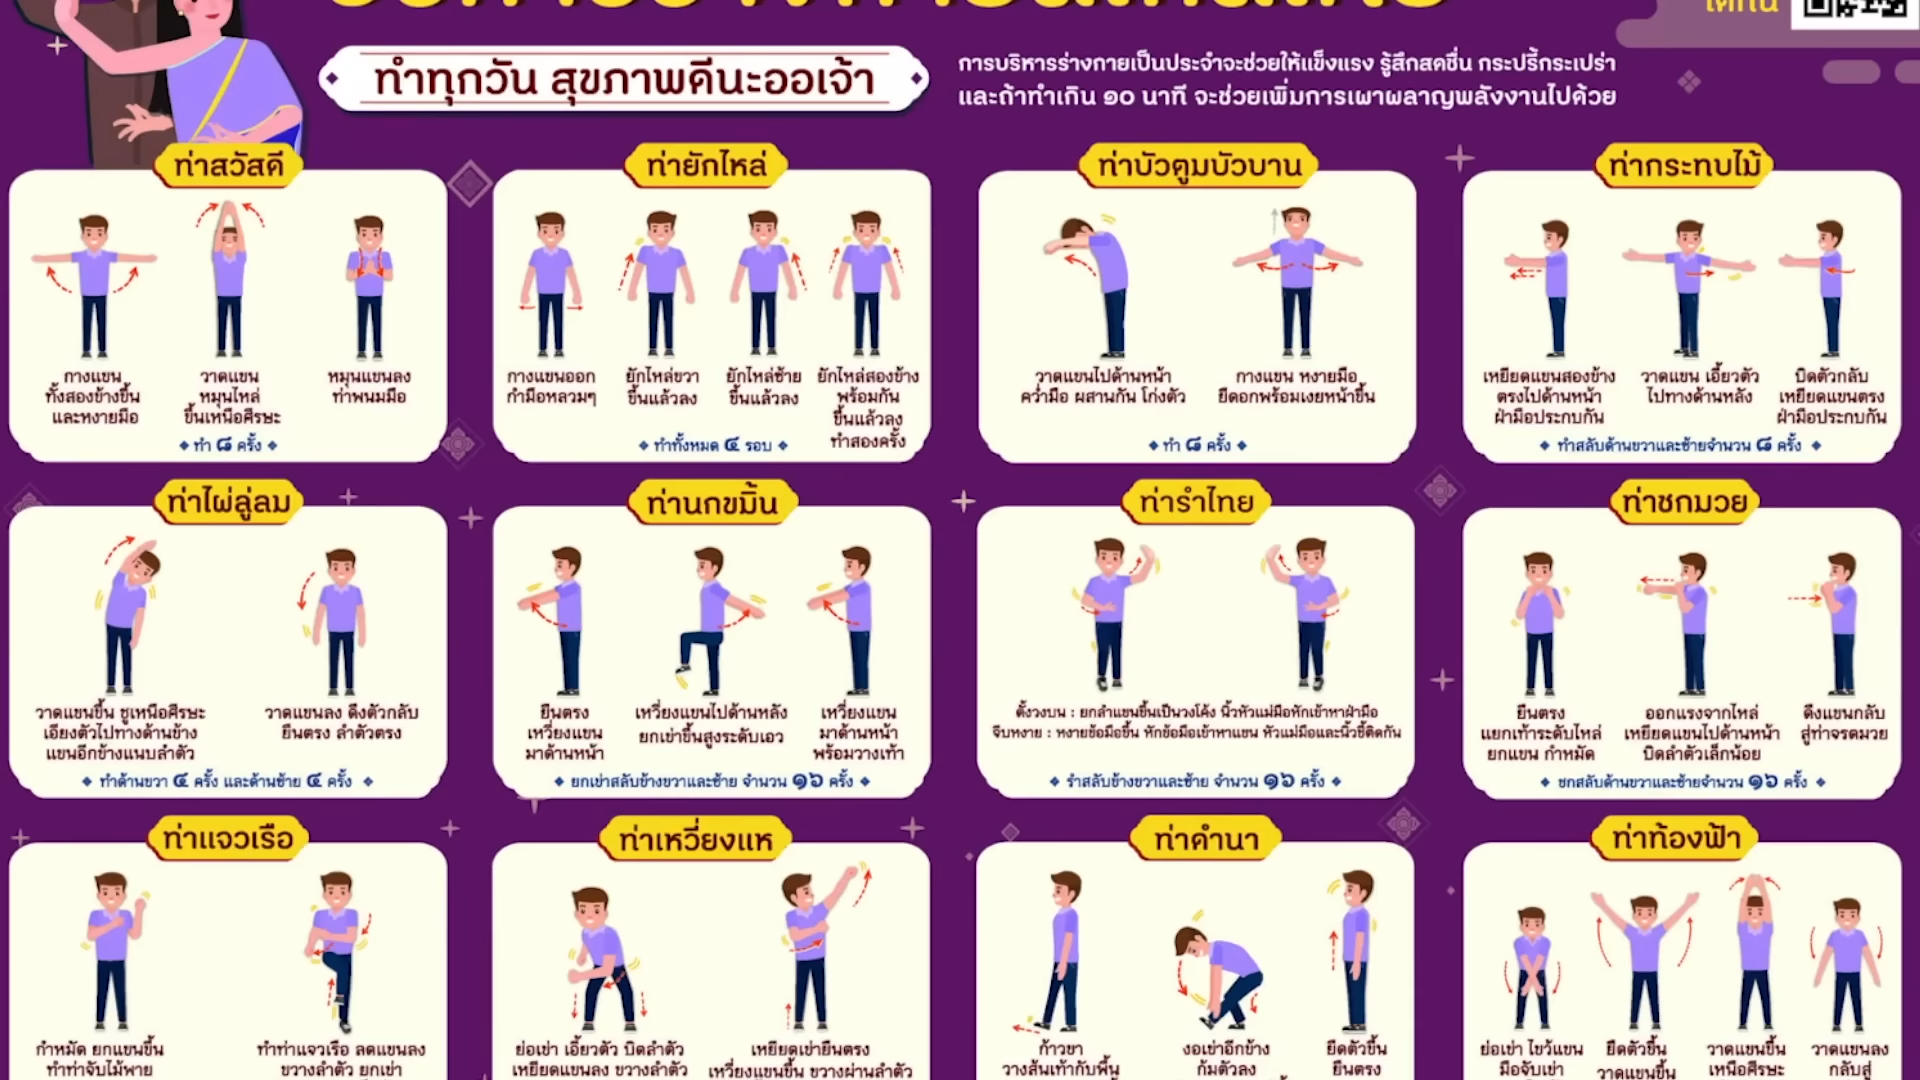 ทำทุกวัน สุขภาพดีนะออเจ้า
การบริหารร่างกายเป็นประจำจะช่วยให้แข็งแรง รู้สึกสดชื่น กระปรี้กระเปร่า
และถ้าทำเกิน ๑๐ นาที จะช่วยเพิ่มการเผาผลาญพลังงานไปด้วย
ท่าสวัสดี
กางแขน
ทั้งสองข้างขึ้น
และหงายมือ
วาดแขน
หมุนไหล่
ขึ้นเหนือศีรษะ
หมุนแขนลง
ท่าพนมมือ
ทำ ๘ ครั้ง
ท่ายักไหล่
กางแขนออก
กำมือหลวมๆ
ยักไหล่ขวา
ขึ้นแล้วลง
ยักไหล่ซ้าย
ขึ้นแล้วลง
ยักไหล่สองข้าง
พร้อมกัน
ขึ้นแล้วลง
ทำสองครั้ง
ทำทั้งหมด ๔ รอบ
ท่าบัวตูมบัวบาน
วาดแขนไปด้านหน้า
คว่ำมือ ผสานกัน โก่งตัว
กางแขน หงายมือ
ยืดอกพร้อมเงยหน้าขึ้น
ทำ ๘ ครั้ง
ท่ากระทบไม้
เหยียดแขนสองข้าง
ตรงไปด้านหน้า
ฝ่ามือประกบกัน
วาดแขน เอี้ยวตัว
ไปทางด้านหลัง
บิดตัวกลับ
เหยียดแขนตรง
ฝ่ามือประกบกัน
ทำสลับด้านขวาและซ้ายจำนวน ๘ ครั้ง
ท่าไผ่ลู่ลม
วาดแขนขึ้น ชูเหนือศีรษะ
เอียงตัวไปทางด้านข้าง
แขนอีกข้างแนบลำตัว
วาดแขนลง ดึงตัวกลับ
ยืนตรง ลำตัวตรง
ทำด้านขวา ๔ ครั้ง และด้านซ้าย ๔ ครั้ง
ท่านกขมิ้น
ยืนตรง
เหวี่ยงแขน
มาด้านหน้า
เหวี่ยงแขนไปด้านหลัง
ยกเข่าขึ้นสูงระดับเอว
เหวี่ยงแขน
มาด้านหน้า
พร้อมวางเท้า
ยกเข่าสลับข้างขวาและซ้าย จำนวน ๑๖ ครั้ง
ท่ารำไทย
ตั้งวงบน : ยกลำแขนขึ้นเป็นวงโค้ง นิ้วหัวแม่มือหักเข้าหาฝ่ามือ
จีบหงาย : หงายข้อมือขึ้น หักข้อมือเข้าหาแขน หัวแม่มือและนิ้วชี้ติดกัน
รำสลับข้างขวาและซ้าย จำนวน ๑๖ ครั้ง
ท่าชกมวย
ยืนตรง
แยกเท้าระดับไหล่
ยกแขน กำหมัด
ออกแรงจากไหล่
เหยียดแขนไปด้านหน้า
บิดลำตัวเล็กน้อย
ดึงแขนกลับ
สู่ท่าจรดมวย
ชกสลับด้านขวาและซ้ายจำนวน ๑๖ ครั้ง
ท่าแจวเรือ
กำหมัด ยกแขนขึ้น
ทำท่าจับไม้พาย
ทำท่าแจวเรือ ลดแขนลง
ขวางลำตัว ยกเข่า
ท่าเหวี่ยงแห
ย่อเข่า เอี้ยวตัว บิดลำตัว
เหยียดแขนลง ขวางลำตัว
เหยียดเข่ายืนตรง
เหวี่ยงแขนขึ้น ขวางผ่านลำตัว
ท่าดำนา
ก้าวขา
วางส้นเท้ากับพื้น
งอเข่าอีกข้าง
ก้มตัวลง
ยืดตัวขึ้น
ยืนตรง
ท่าท้องฟ้า
ย่อเข่า ไขว้แขน
มือจับเข่า
ยืดตัวขึ้น
วาดแขนขึ้น
วาดแขนขึ้น
เหนือศีรษะ
วาดแขนลง
กลับสู่